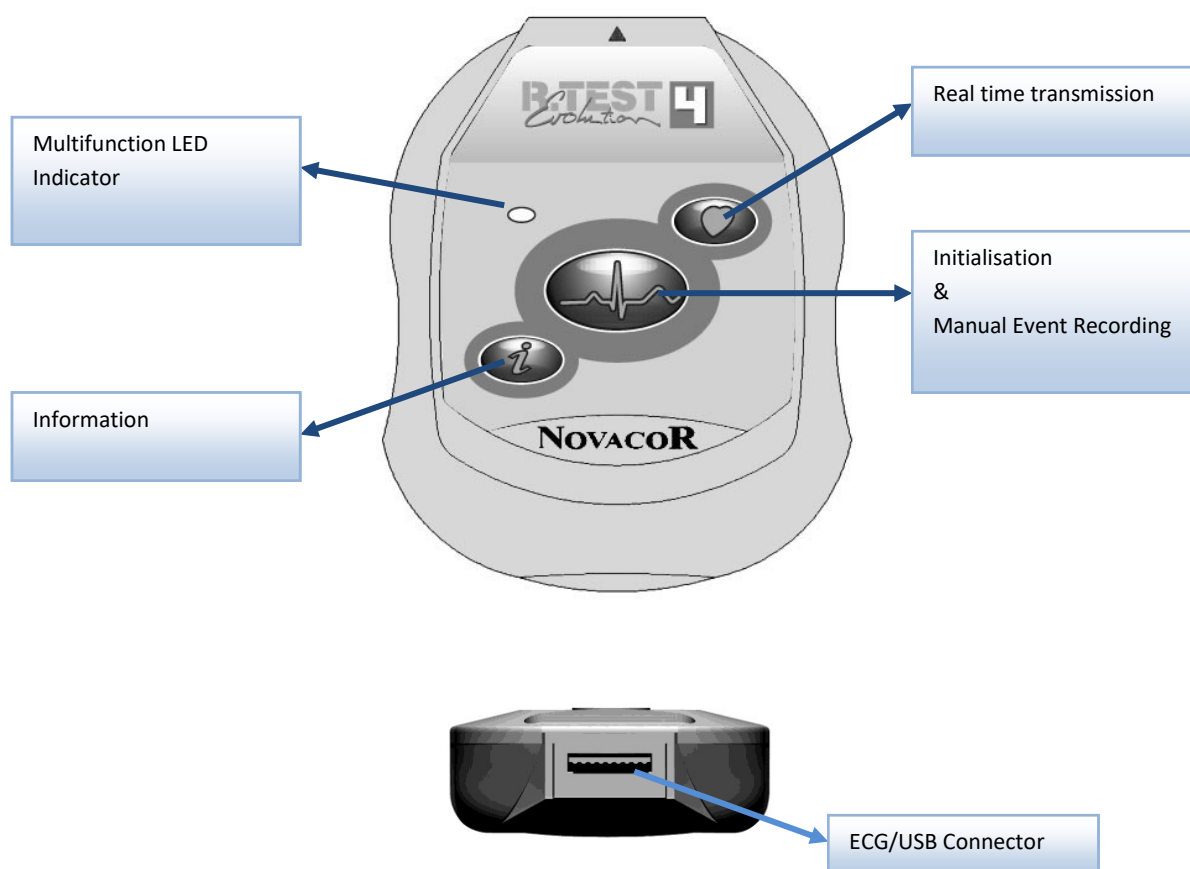 R.TEST 4
Evolution
Real time transmission
Multifunction LED
Indicator
Initialisation
&
Manual Event Recording
i
Information
NOVACOR
ECG/USB Connector